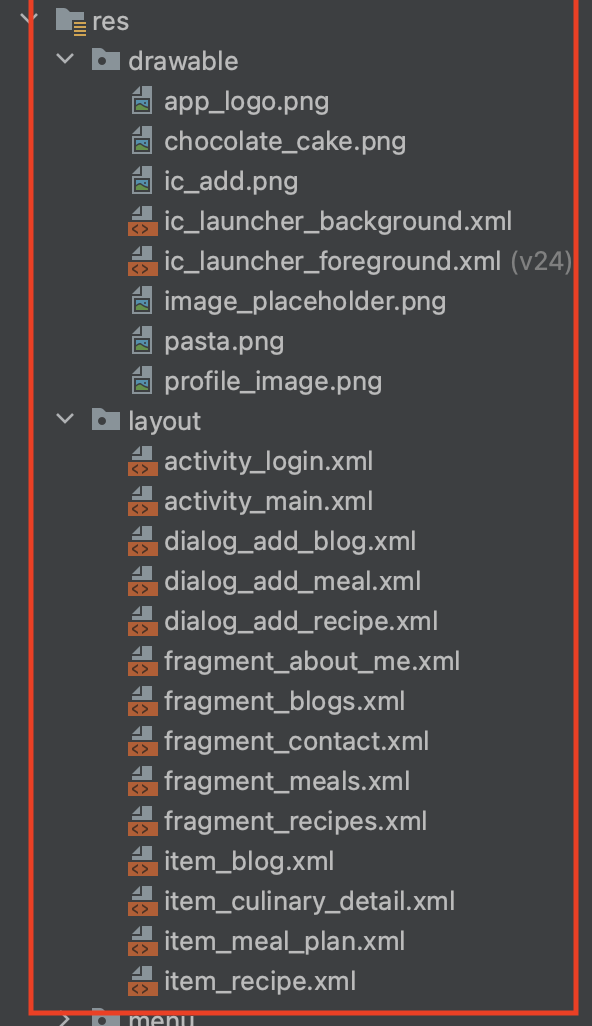 res
drawable
app_logo.png
chocolate_cake.png
ic_add.png
ic_launcher_background.xml
ic_launcher_foreground.xml (v24)
image_placeholder.png
pasta.png
profile_image.png
layout
activity_login.xml
activity_main.xml
dialog_add_blog.xml
dialog_add_meal.xml
dialog_add_recipe.xml
fragment_about_me.xml
fragment_blogs.xml
fragment_contact.xml
fragment_meals.xml
fragment_recipes.xml
item_blog.xml
item_culinary_detail.xml
item_meal_plan.xml
item_recipe.xml
menu